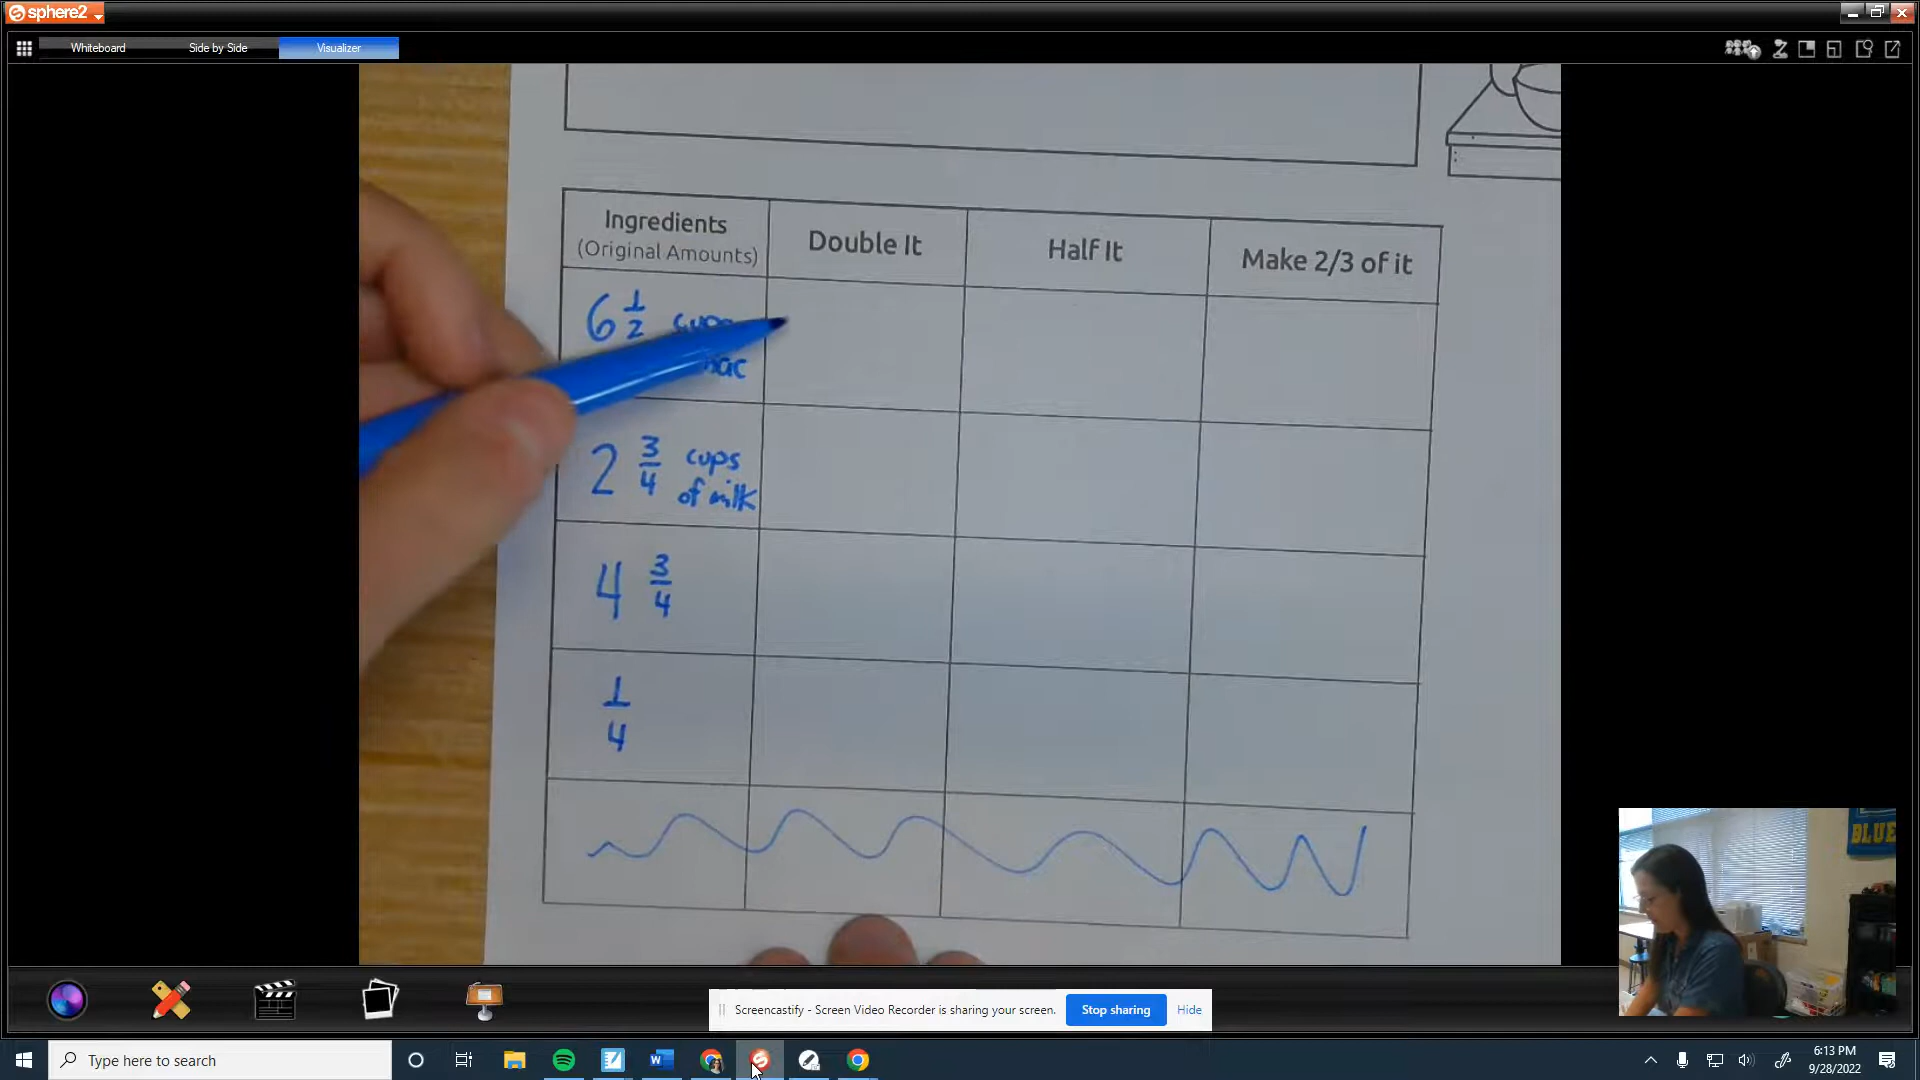 sphere2
Whiteboard Side by Side Visualizer
Ingredients
(Original Amounts)
Double It
Half It
Make 2/3 of it
6 1/2
2 3/4 cups
of milk
4 3/4
1/4
BLUE
Screencastify - Screen Video Recorder is sharing your screen.
Stop sharing
Hide
Type here to search
6:13 PM
9/28/2022